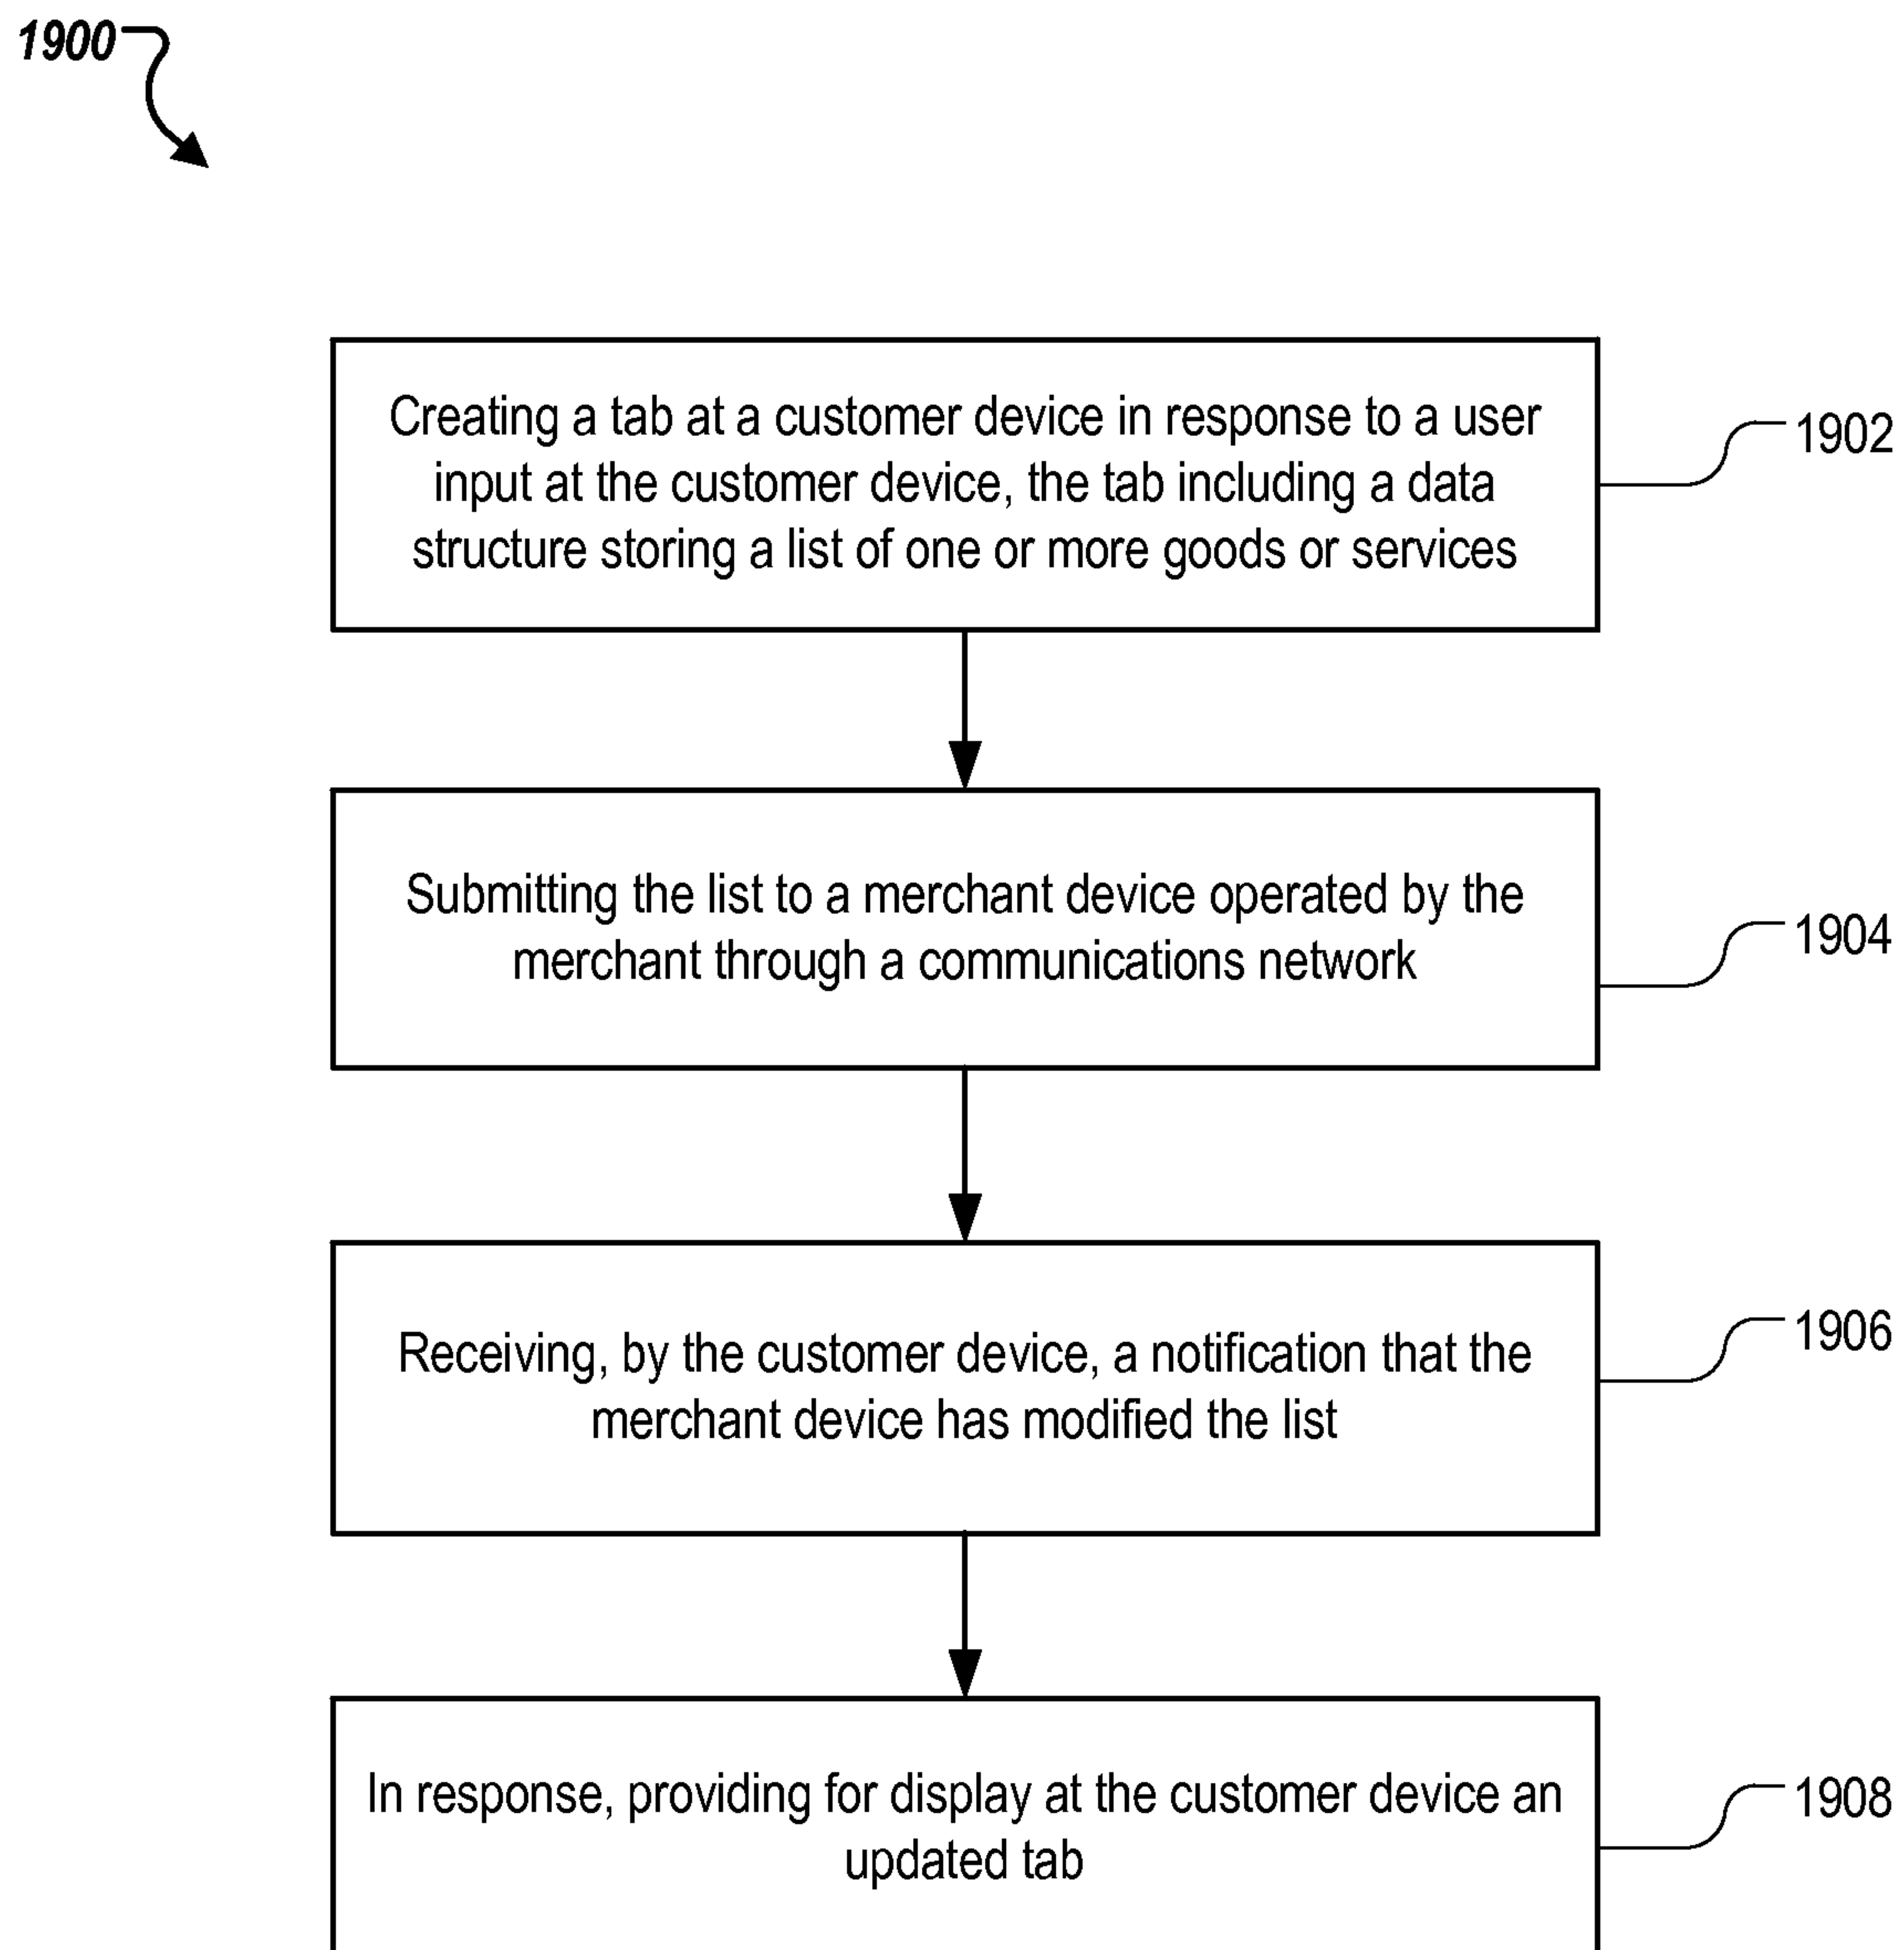 1900
Creating a tab at a customer device in response to a user
input at the customer device, the tab including a data
structure storing a list of one or more goods or services
1902
Submitting the list to a merchant device operated by the
merchant through a communications network
1904
Receiving, by the customer device, a notification that the
merchant device has modified the list
1906
In response, providing for display at the customer device an
updated tab
1908